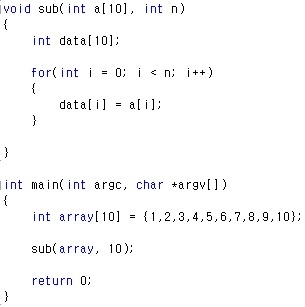 void sub(int a[10], int n)
{
    int data[10];
    for(int i = 0; i < n; i++)
    {
        data[i] = a[i];
    }
}
int main(int argc, char *argv[])
{
    int array[10] = {1,2,3,4,5,6,7,8,9,10};
    sub(array, 10);
    return 0;
}